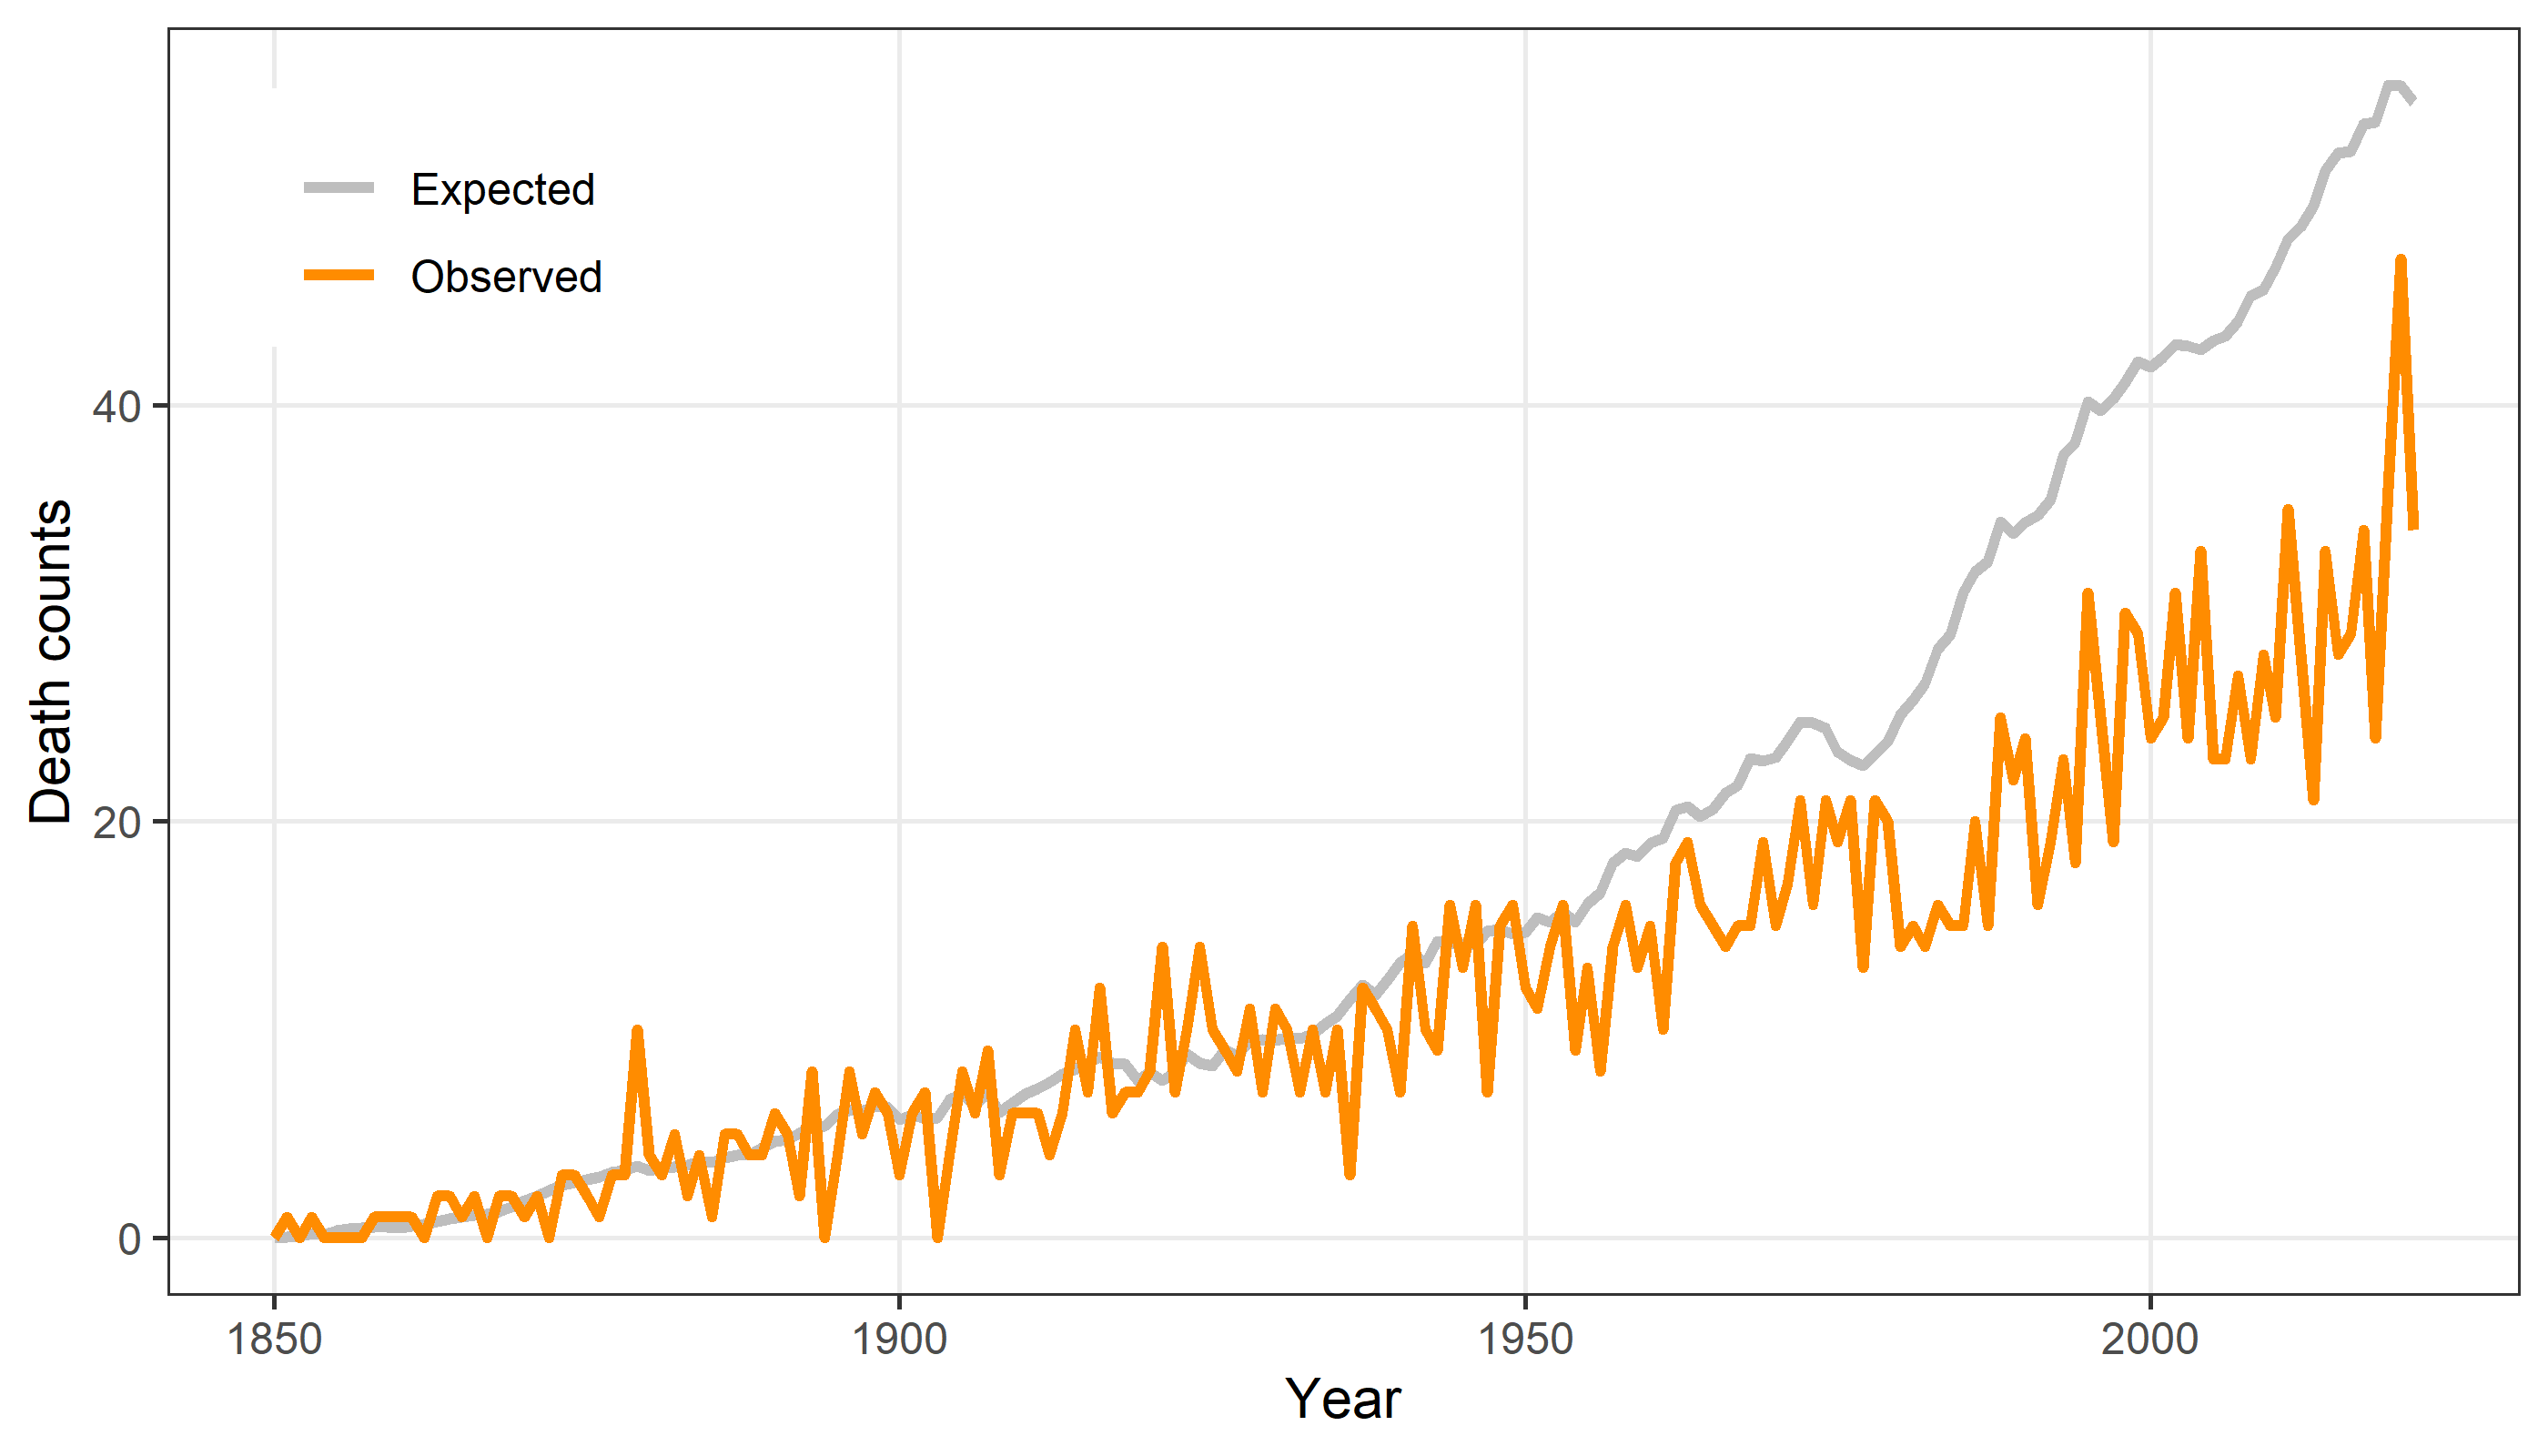 Expected
Observed
Death counts
40
20
0
1850 1900 1950 2000
Year